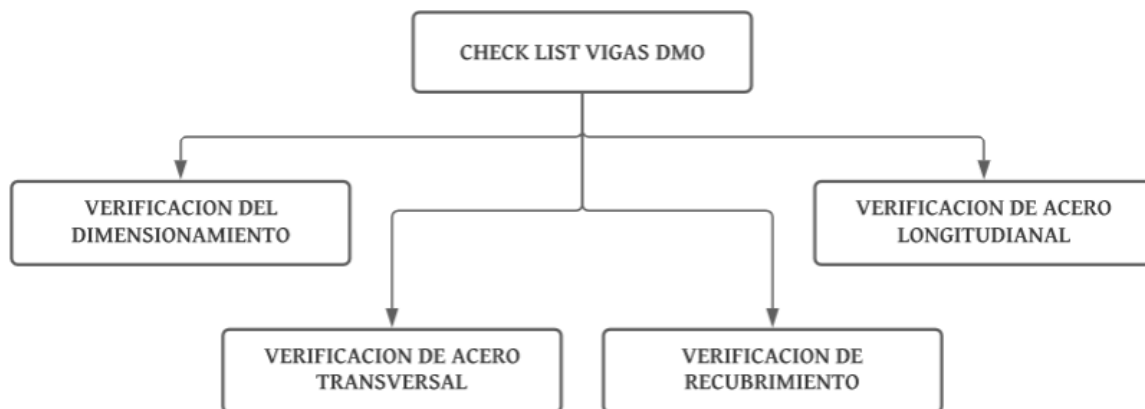 CHECK LIST VIGAS DMO
VERIFICACION DEL
DIMENSIONAMIENTO
VERIFICACION DE ACERO
LONGITUDIANAL
VERIFICACION DE ACERO
TRANSVERSAL
VERIFICACION DE
RECUBRIMIENTO